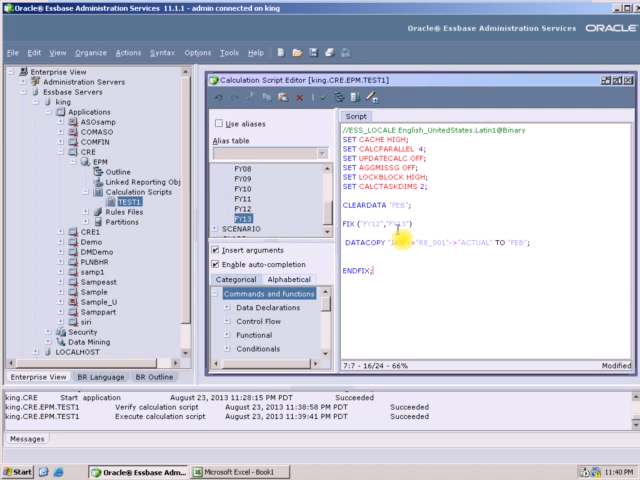 Oracle® Essbase Administration Services 11.1.1 - admin connected on king
Oracle® Essbase Administration Services ORACLE
File Edit View Organize Actions Syntax Options Tools Help
Enterprise View
Administration Servers
Essbase Servers
king
Applications
ASOsamp
COMASO
COMFIN
CRE
EPM
Outline
Linked Reporting Obj
Calculation Scripts
TEST1
Rules Files
Partitions
CRE1
Demo
DMDemo
PLNBHR
samp1
Sampeast
Sample
Sample_U
Samppart
siri
Security
Data Mining
LOCALHOST
Enterprise View BR Language BR Outline
Calculation Script Editor [king.CRE.EPM.TEST1]
Use aliases
Alias table
FY08
FY09
FY10
FY11
FY12
FY13
SCENARIO
Insert arguments
Enable auto-completion
Categorical Alphabetical
Commands and functions
Data Declarations
Control Flow
Functional
Conditionals
Script
//ESS_LOCALE English_UnitedStates.Latin1@Binary
SET CACHE HIGH;
SET CALCPARALLEL 4;
SET UPDATECALC OFF;
SET AGGMISSG OFF;
SET LOCKBLOCK HIGH;
SET CALCTASKDIMS 2;
CLEARDATA "FEB";
FIX ("FY12","FY13")
DATACOPY "JAN"->"RE_001"->"ACTUAL" TO "FEB";
ENDFIX;
7:7 - 16/24 - 66% Modified
king.CRE Start application August 23, 2013 11:28:15 PM PDT Succeeded
king.CRE.EPM.TEST1 Verify calculation script August 23, 2013 11:38:58 PM PDT Succeeded
king.CRE.EPM.TEST1 Execute calculation script August 23, 2013 11:39:41 PM PDT Succeeded
Messages
Start Oracle® Essbase Adm... Microsoft Excel - Book1 11:40 PM